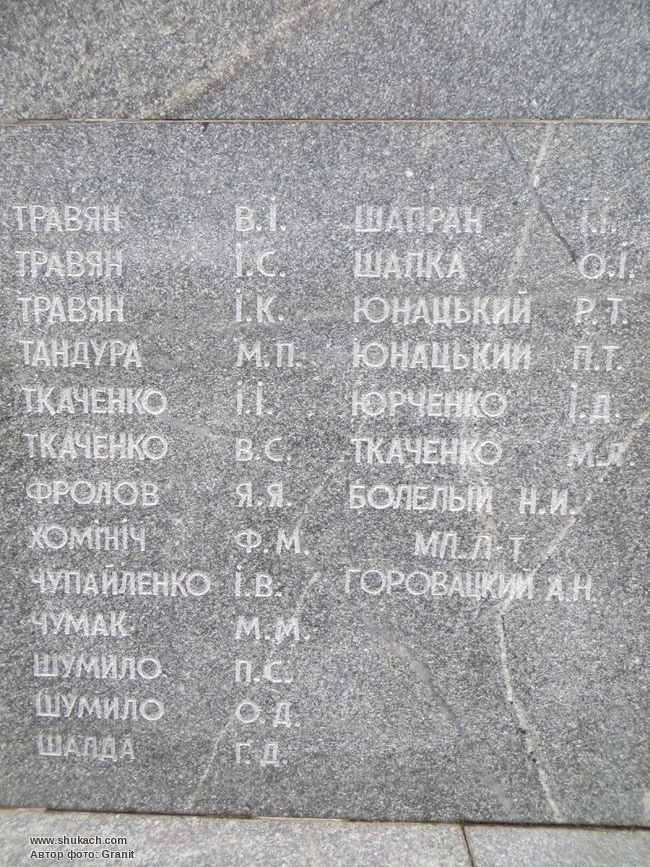 ТРАВЯН В.І.
ТРАВЯН І.С.
ТРАВЯН І.К.
ТАНДУРА М.П.
ТКАЧЕНКО І.І.
ТКАЧЕНКО В.С.
ФРОЛОВ Я.Я.
ХОМІНІЧ Ф.М.
ЧУПАЙЛЕНКО І.В.
ЧУМАК М.М.
ШУМИЛО П.С.
ШУМИЛО О.Д.
ШАЛДА Г.Д.
ШАПРАН І.І.
ШАПКА О.І.
ЮНАЦЬКИЙ Р.Т.
ЮНАЦЬКИЙ П.Т.
ЮРЧЕНКО І.Д.
ТКАЧЕНКО
БОЛЕЛЫЙ Н.И.
МЛ.Л-Т
ГОРОВАЦКИЙ А.Н.
www.shukach.com
Автор фото: Granit